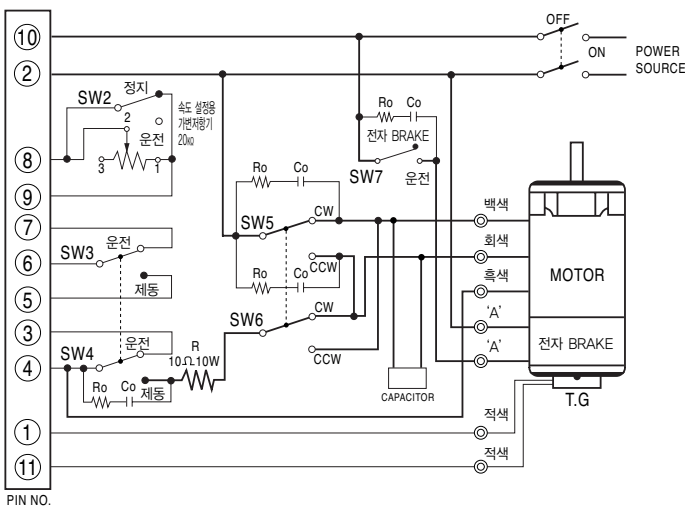 OFF
10
ON
POWER
SOURCE
2
SW2
정지
2
운전
속도 설정용
가변저항기
20㏀
3
1
8
9
Ro
Co
전자 BRAKE
SW7
운전
7
Ro
Co
SW5
CW
백색
6
SW3
운전
회색
CCW
Ro
Co
MOTOR
5
제동
CW
흑색
SW6
'A'
3
CCW
4
SW4
운전
R
10Ω10W
'A'
전자 BRAKE
Ro
Co
제동
CAPACITOR
T.G
1
적색
11
적색
PIN NO.